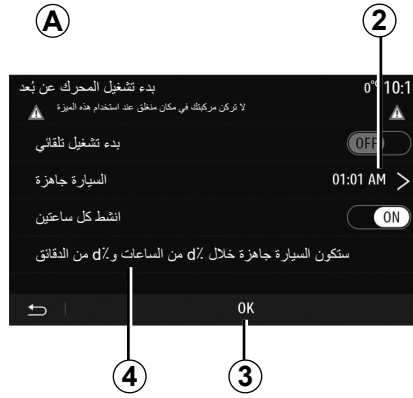 A
2
بدء تشغيل المحرك عن بُعد
0° 10:1
لا تركن مركبتك في مكان منغلق عند استخدام هذه الميزة
بدء تشغيل تلقائي
OFF
السيارة جاهزة
01:01 AM
انشط كل ساعتين
ON
ستكون السيارة جاهزة خلال %d من الساعات و%d من الدقائق
OK
4
3